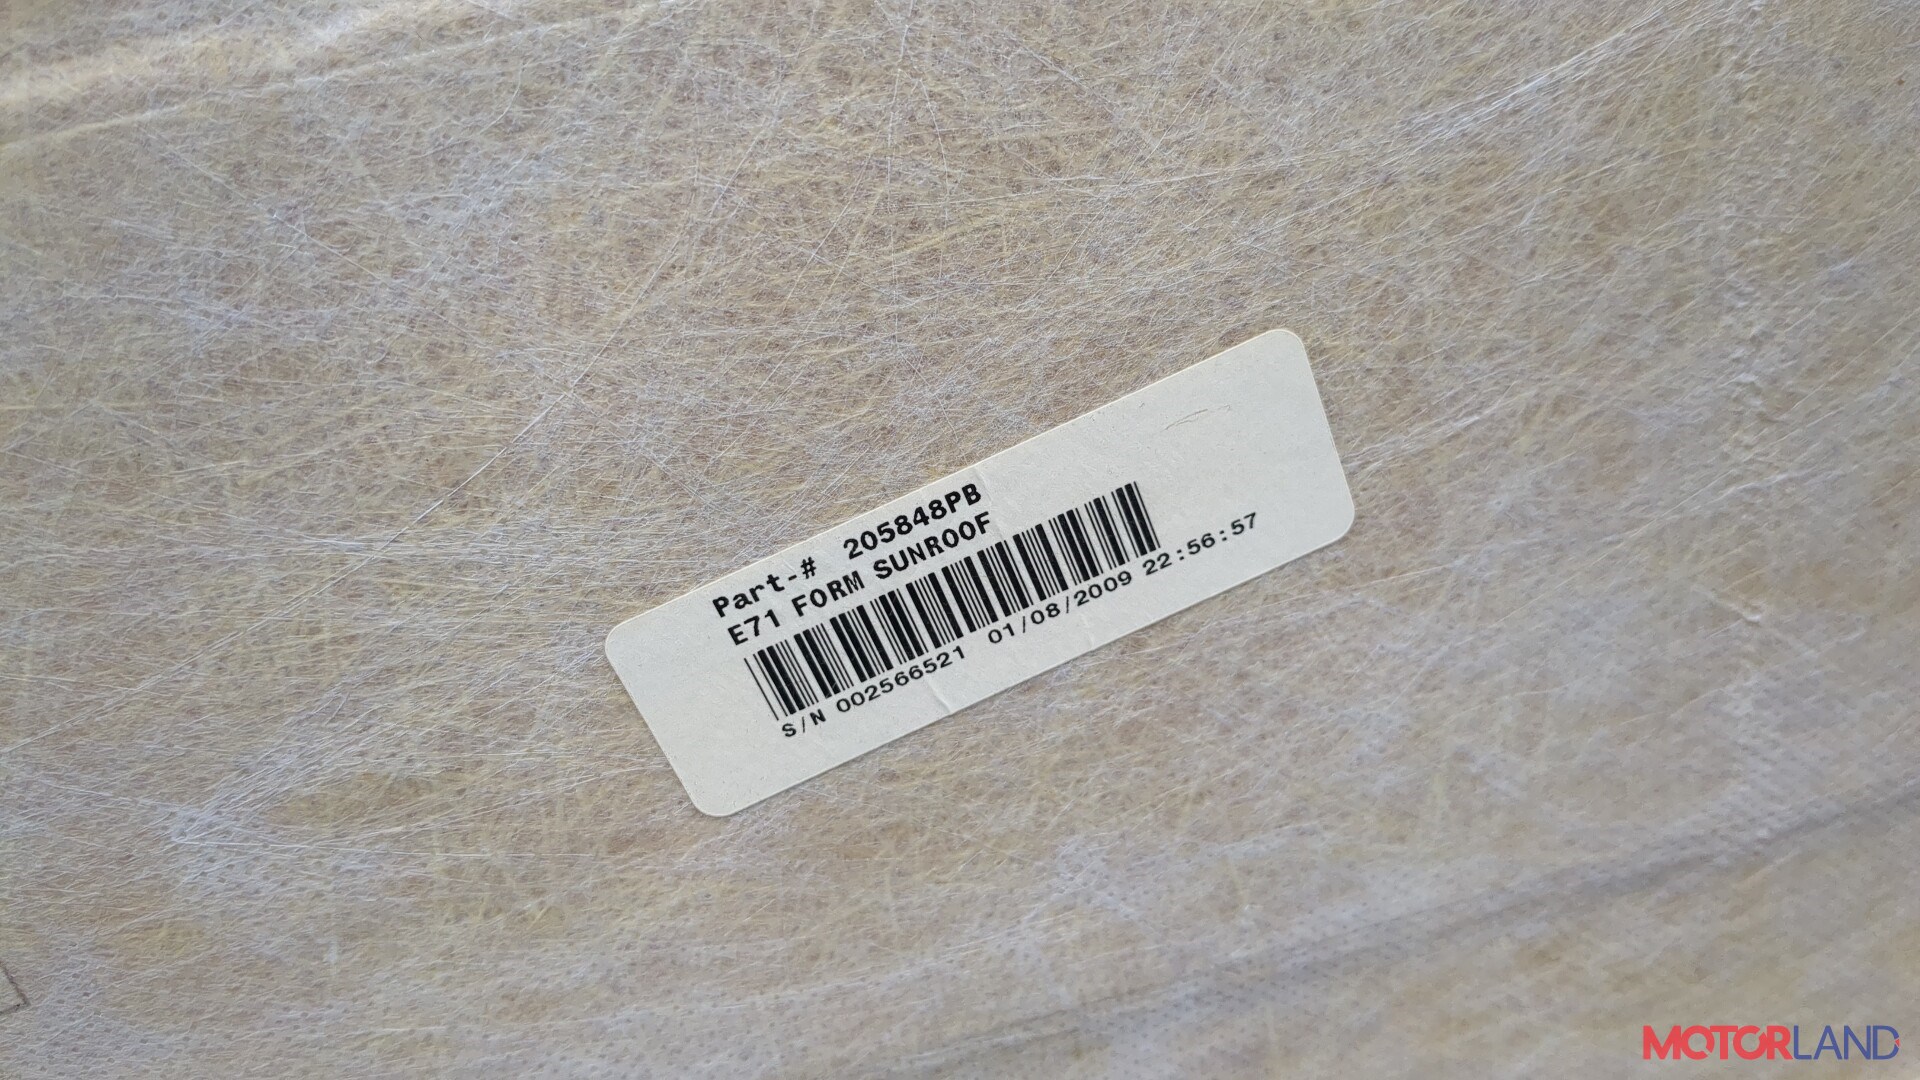 Part-# 205848PB
E71 FORM SUNROOF
S/N 002566521 01/08/2009 22:56:57
MOTORLAND